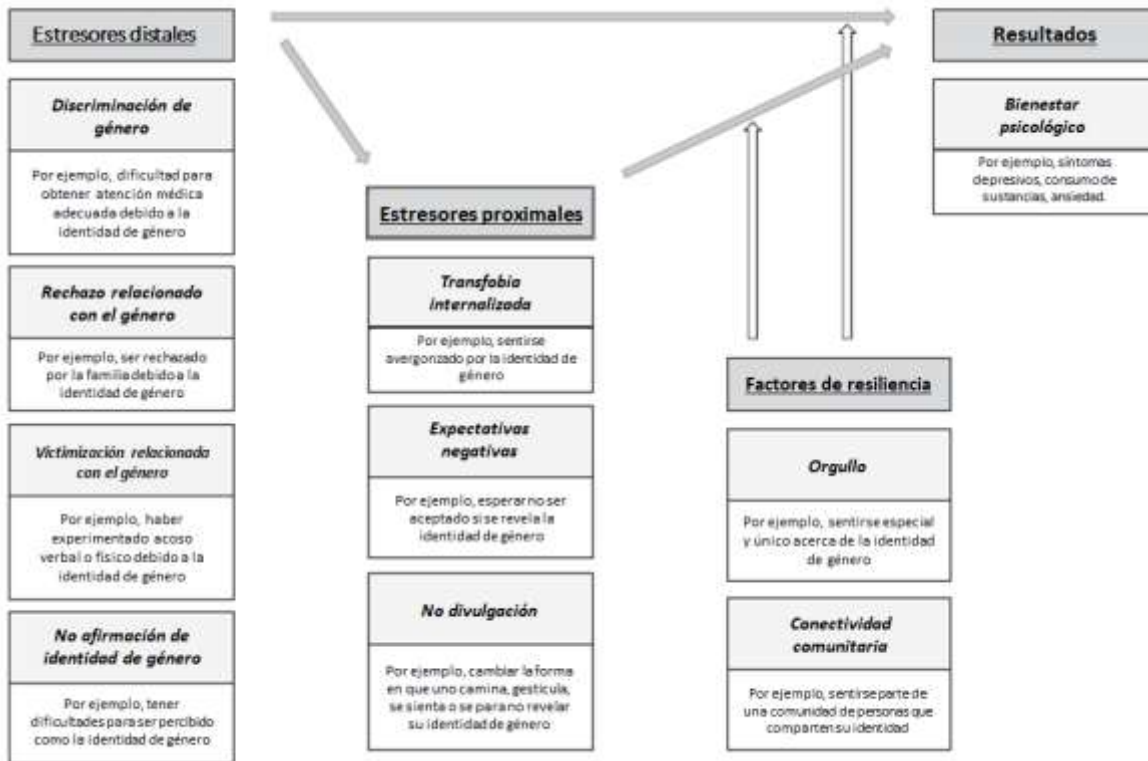 Estresores distales
Discriminación de
género
Por ejemplo, dificultad para
obtener atención médica
adecuada debido a la
identidad de género
Rechazo relacionado
con el género
Por ejemplo, ser rechazado
por la familia debido a la
identidad de género
Victimización relacionada
con el género
Por ejemplo, haber
experimentado acoso
verbal o físico debido a la
identidad de género
No afirmación de
identidad de género
Por ejemplo, tener
dificultades para ser percibido
como la identidad de género
Estresores proximales
Transfobia
internalizada
Por ejemplo, sentirse
avergonzado por la identidad de
género
Expectativas
negativas
Por ejemplo, esperar no ser
aceptado si se revela la
identidad de género
No divulgación
Por ejemplo, cambiar la forma
en que uno camina, gesticula,
se sienta o se para no revelar
su identidad de género
Factores de resiliencia
Orgullo
Por ejemplo, sentirse especial
y único acerca de la identidad
de género
Conectividad
comunitaria
Por ejemplo, sentirse parte de
una comunidad de personas que
comparten su identidad
Resultados
Bienestar
psicológico
Por ejemplo, síntomas
depresivos, consumo de
sustancias, ansiedad.